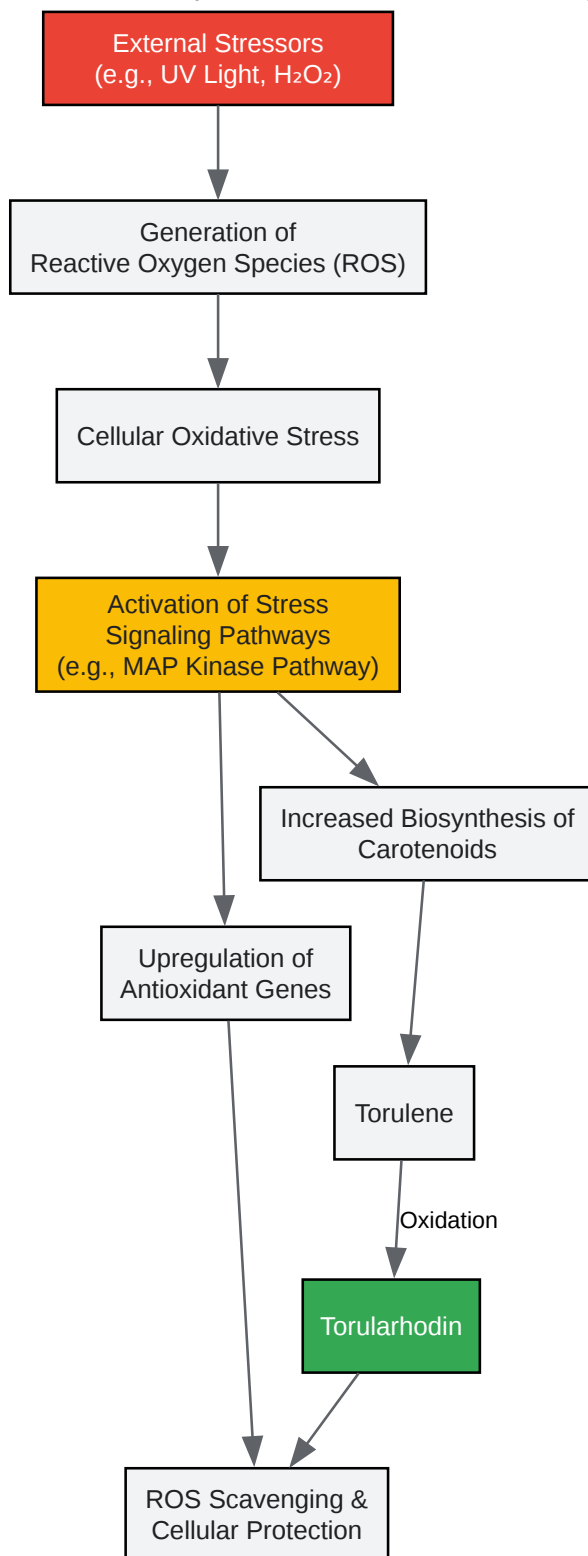 External Stressors
(e.g., UV Light, H₂O₂)
Generation of
Reactive Oxygen Species (ROS)
Cellular Oxidative Stress
Activation of Stress
Signaling Pathways
(e.g., MAP Kinase Pathway)
Increased Biosynthesis of
Carotenoids
Upregulation of
Antioxidant Genes
Torulene
Oxidation
Torularhodin
ROS Scavenging &
Cellular Protection